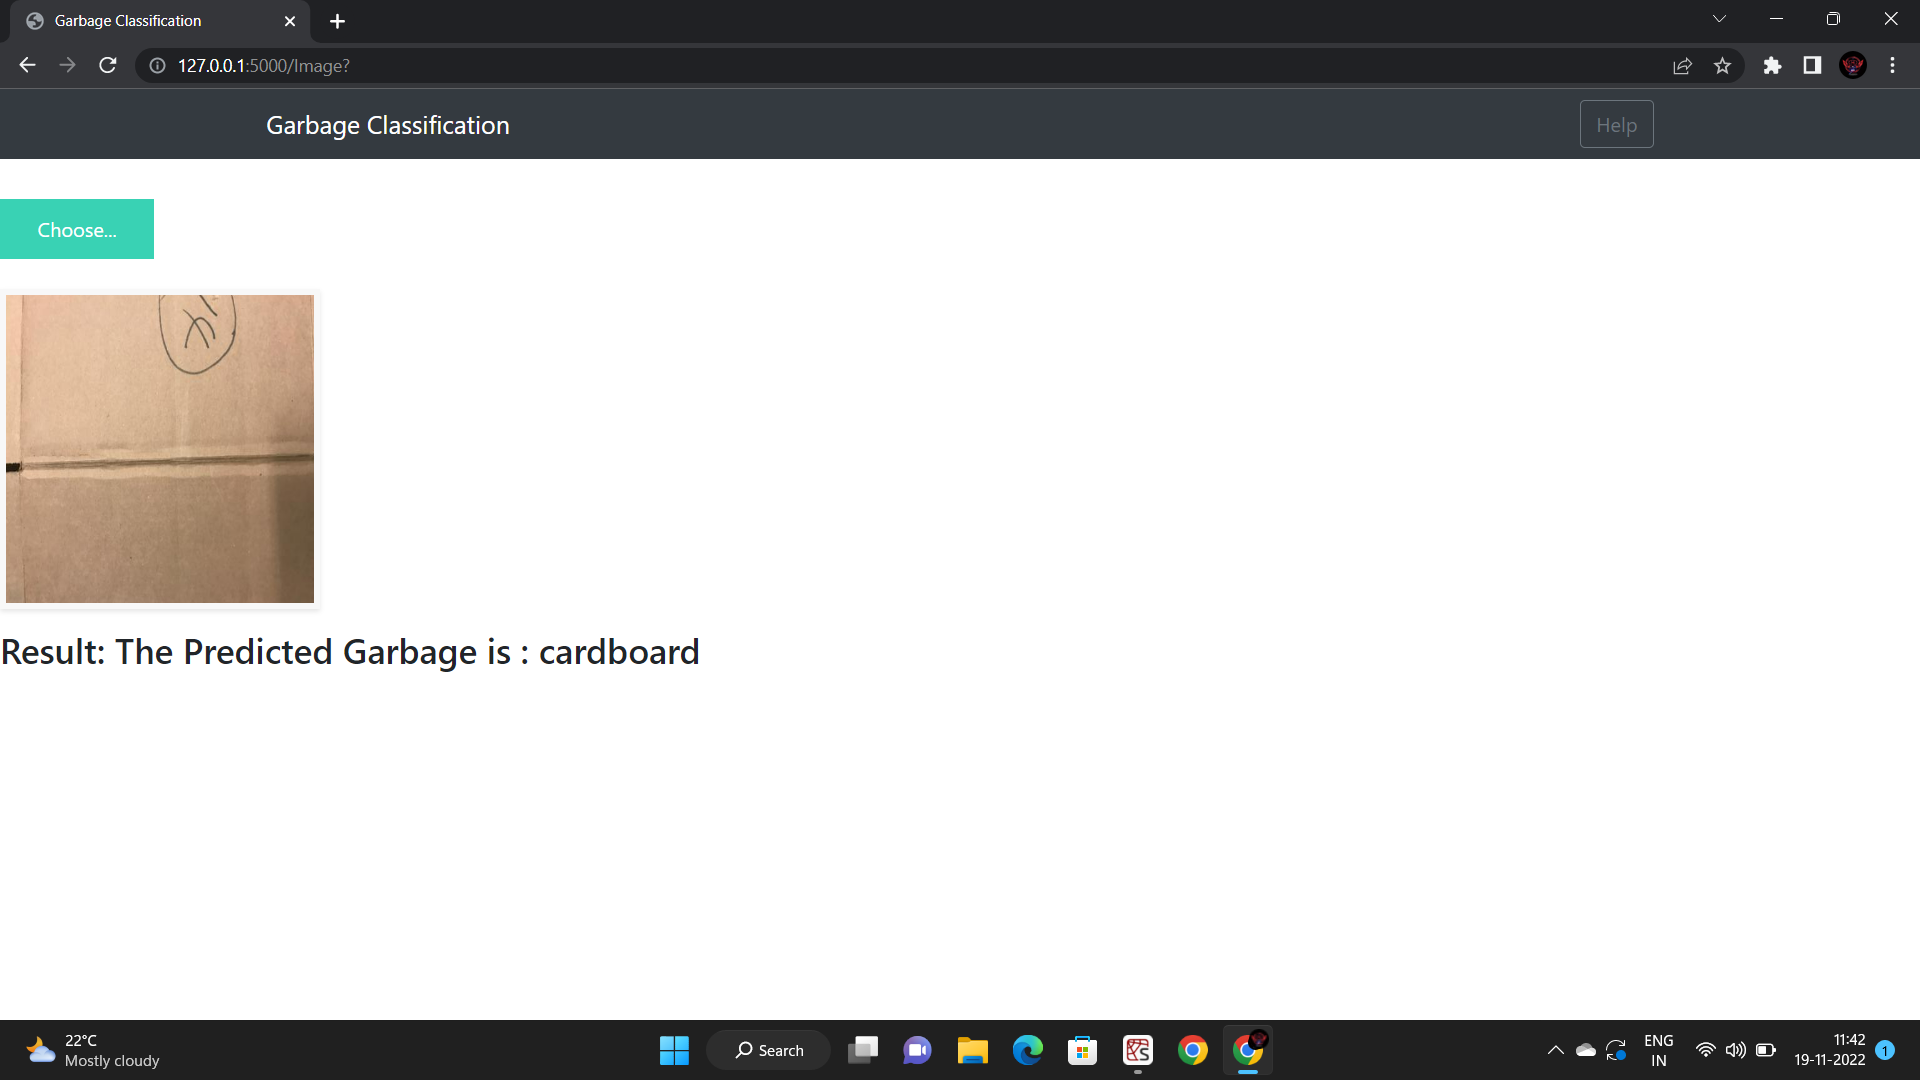 Garbage Classification
127.0.0.1:5000/Image?
Garbage Classification
Help
Choose...
Result: The Predicted Garbage is : cardboard
22°C
Mostly cloudy
Search
ENG
IN
11:42
19-11-2022
1